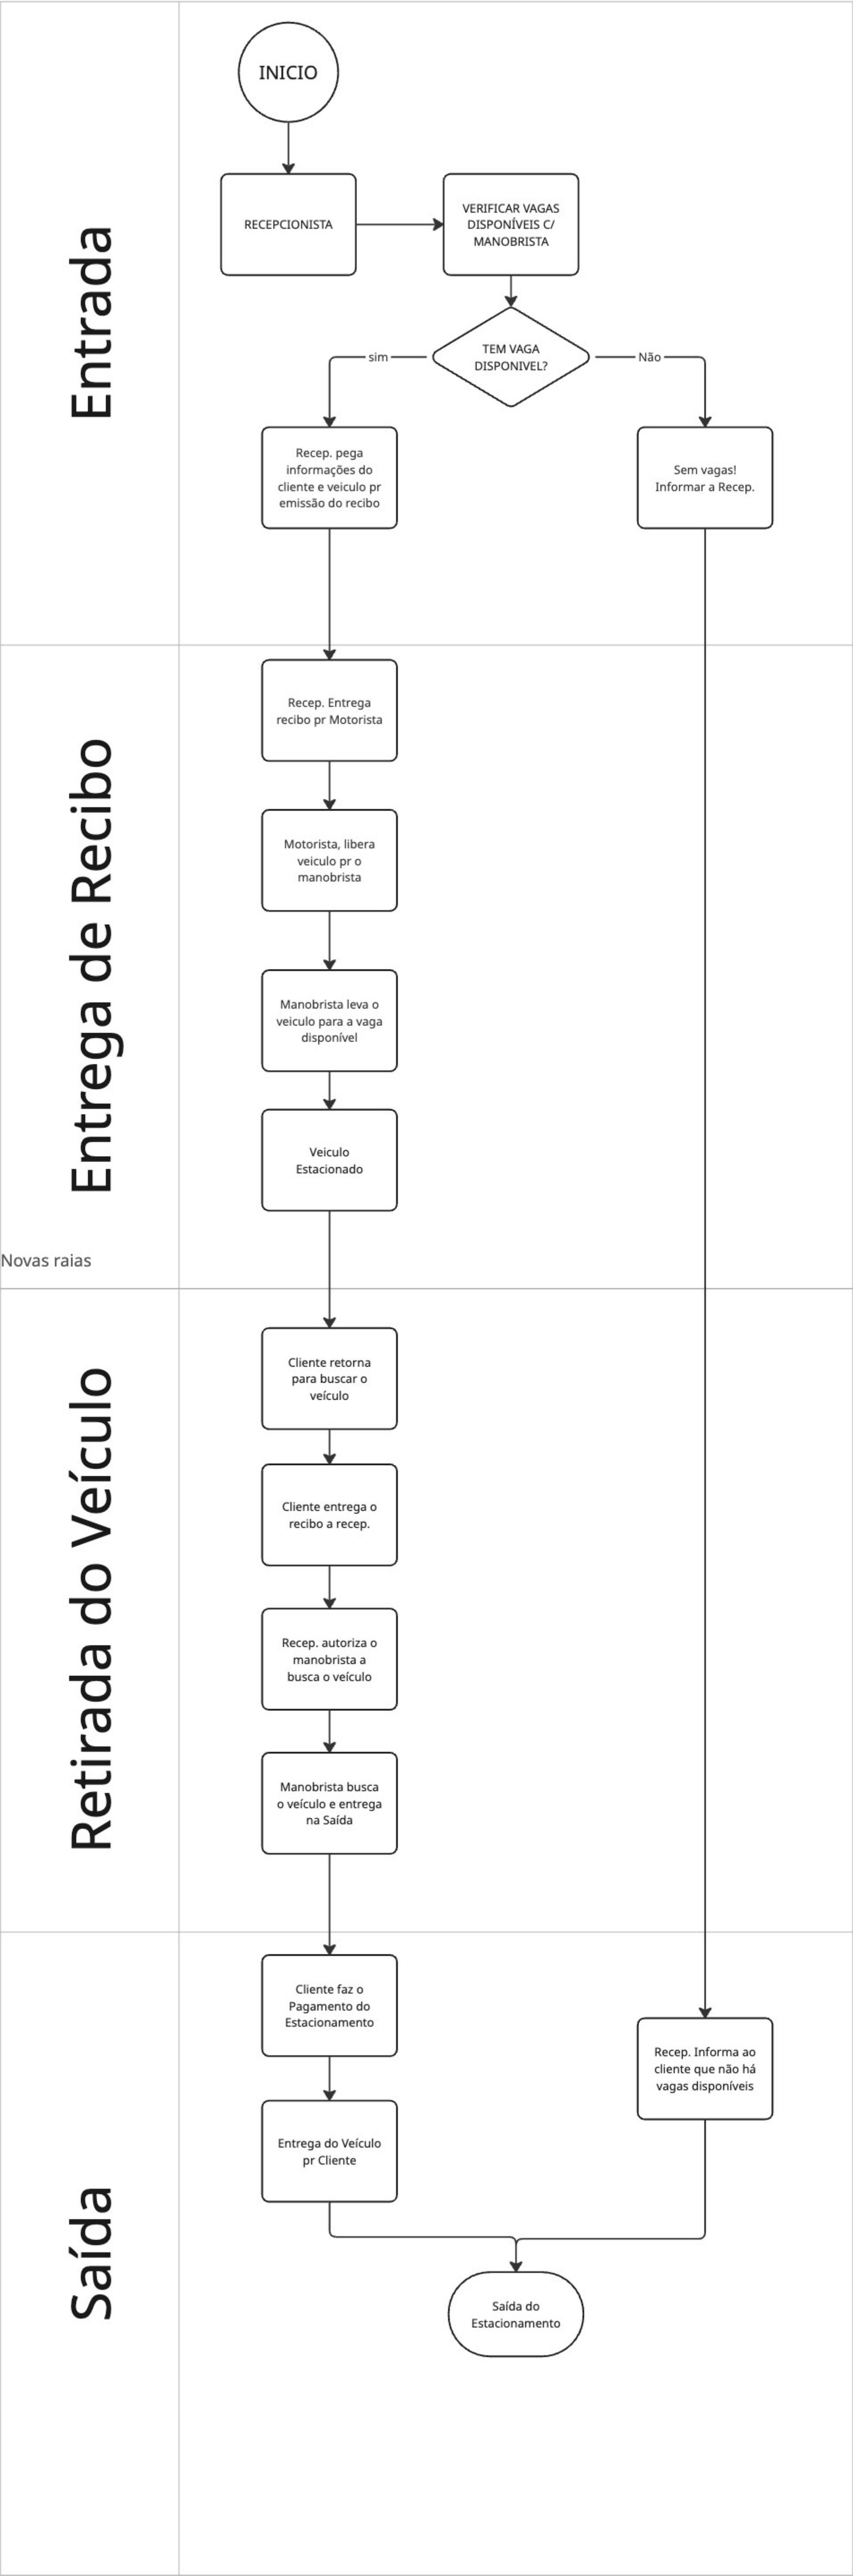 Entrada
INICIO
RECEPCIONISTA
VERIFICAR VAGAS
DISPONÍVEIS C/
MANOBRISTA
TEM VAGA
DISPONIVEL?
sim
Não
Recep. pega
informações do
cliente e veiculo pr
emissão do recibo
Sem vagas!
Informar a Recep.
Entrega de Recibo
Recep. Entrega
recibo pr Motorista
Motorista, libera
veiculo pr o
manobrista
Manobrista leva o
veiculo para a vaga
disponível
Veiculo
Estacionado
Novas raias
Retirada do Veículo
Cliente retorna
para buscar o
veículo
Cliente entrega o
recibo a recep.
Recep. autoriza o
manobrista a
busca o veículo
Manobrista busca
o veículo e entrega
na Saída
Saída
Cliente faz o
Pagamento do
Estacionamento
Recep. Informa ao
cliente que não há
vagas disponíveis
Entrega do Veículo
pr Cliente
Saída do
Estacionamento